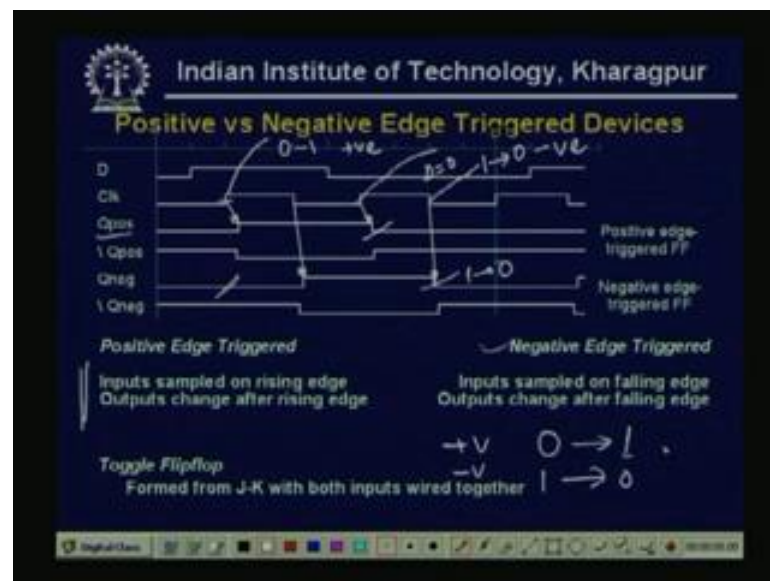 Indian Institute of Technology, Kharagpur
Positive vs Negative Edge Triggered Devices
0-1 +ve
D=0
1→0 -ve
D
Clk
Qpos
\ Qpos
Qneg
\ Qneg
Positive edge-
triggered FF
1→0
Negative edge-
triggered FF
Positive Edge Triggered
Inputs sampled on rising edge
Outputs change after rising edge
Negative Edge Triggered
Inputs sampled on falling edge
Outputs change after falling edge
+v 0 → 1
-v 1 → 0
Toggle Flipflop
Formed from J-K with both inputs wired together